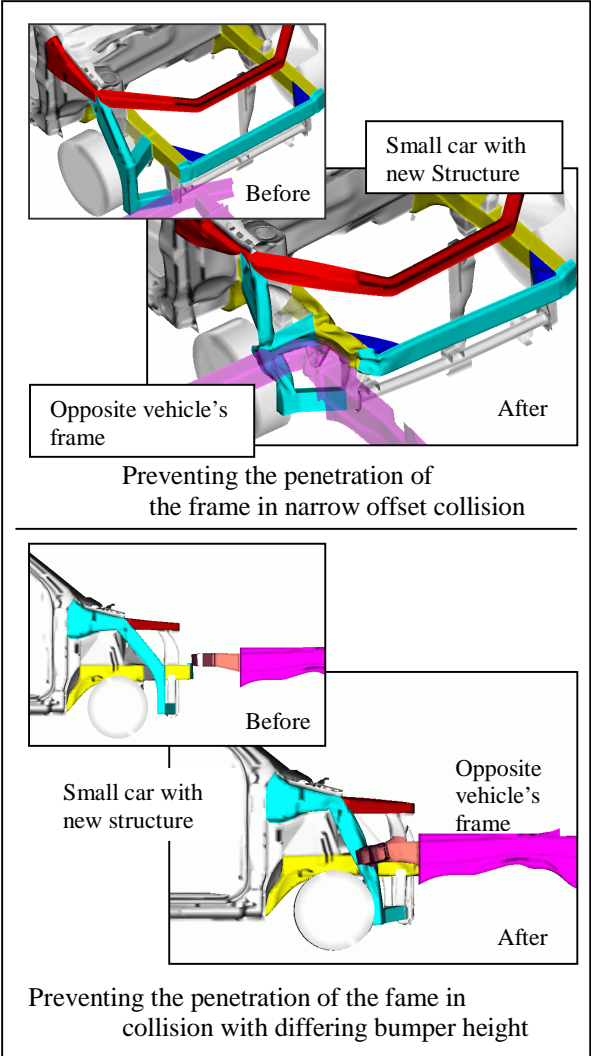 Before
Small car with
new Structure
Opposite vehicle's
frame
After
Preventing the penetration of
the frame in narrow offset collision
Before
Small car with
new structure
Opposite
vehicle's
frame
After
Preventing the penetration of the fame in
collision with differing bumper height